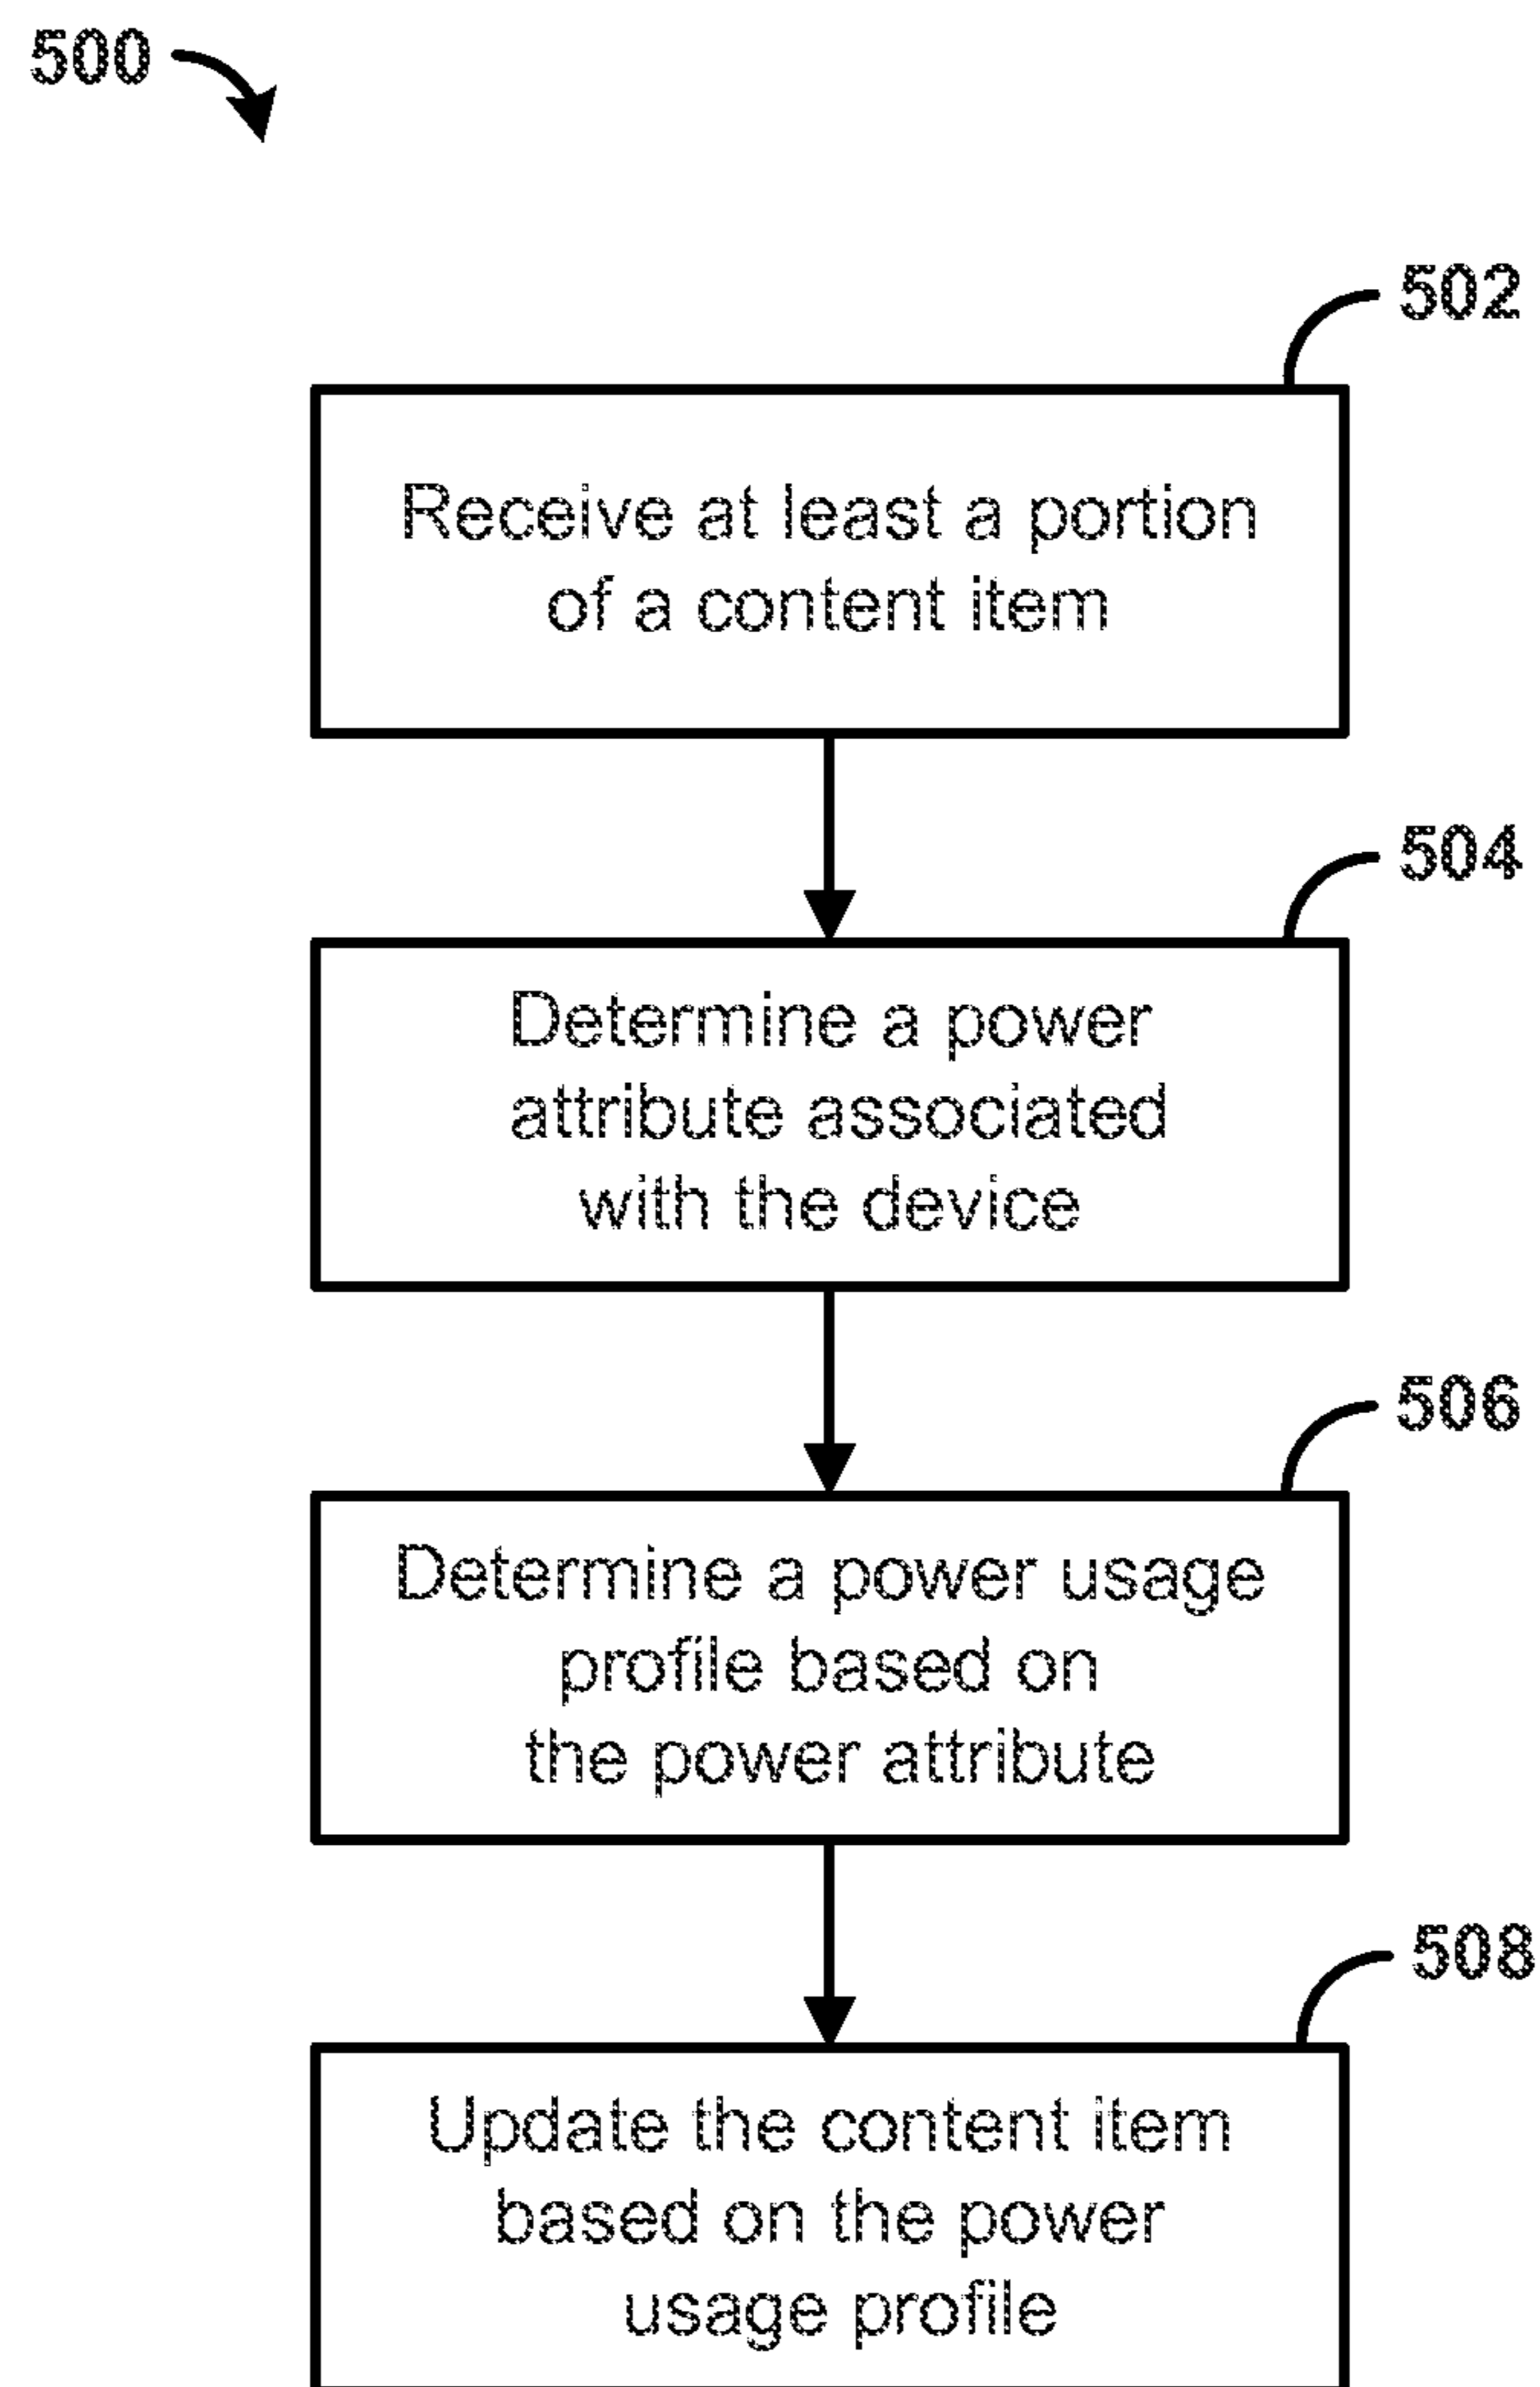 500
502
Receive at least a portion
of a content item
504
Determine a power
attribute associated
with the device
506
Determine a power usage
profile based on
the power attribute
508
Update the content item
based on the power
usage profile